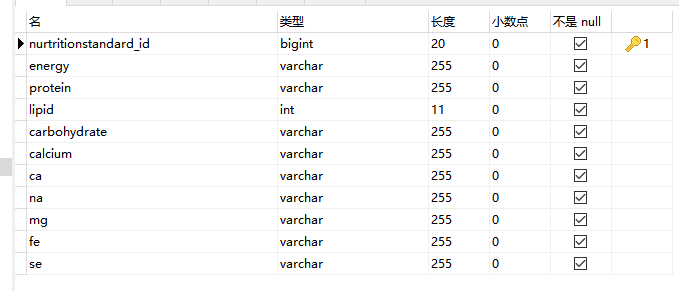 名 类型 长度 小数点 不是 null
nurtritionstandard_id bigint 20 0 1
energy varchar 255 0
protein varchar 255 0
lipid int 11 0
carbohydrate varchar 255 0
calcium varchar 255 0
ca varchar 255 0
na varchar 255 0
mg varchar 255 0
fe varchar 255 0
se varchar 255 0